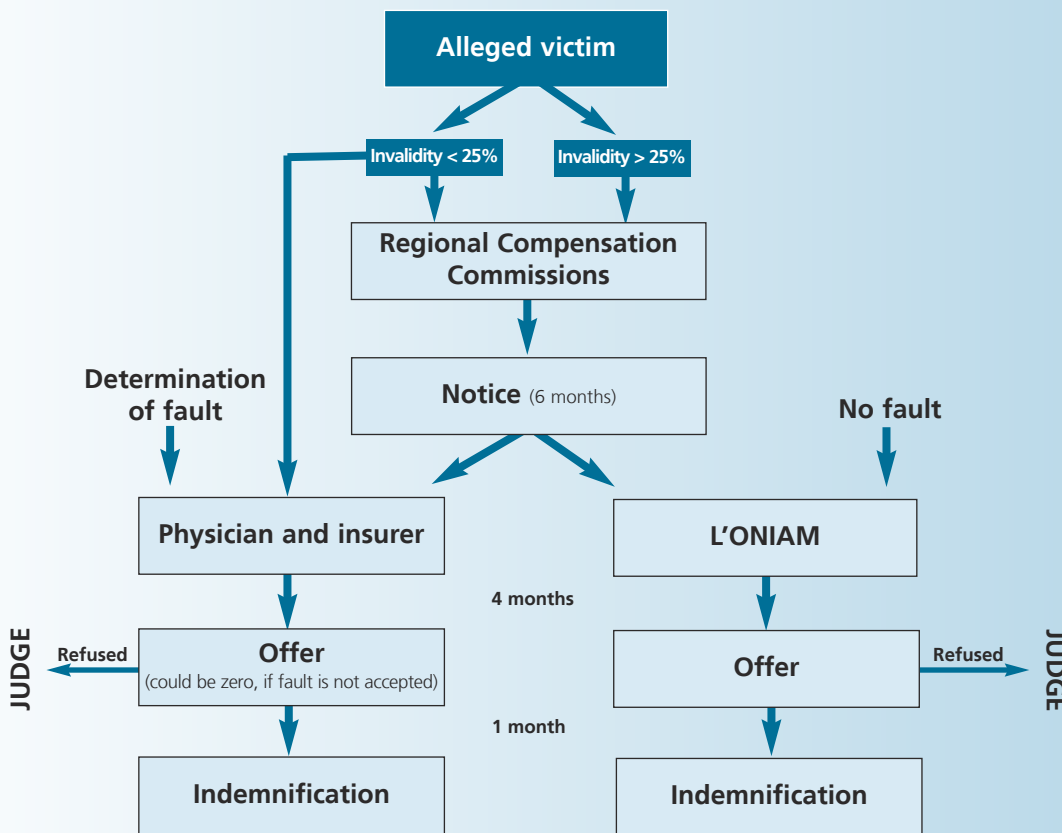 Alleged victim
Invalidity < 25%
Invalidity > 25%
Regional Compensation
Commissions
Notice (6 months)
Determination
of fault
No fault
Physician and insurer
L'ONIAM
4 months
JUDGE
Refused
Offer
(could be zero, if fault is not accepted)
Offer
Refused
JUDGE
1 month
Indemnification
Indemnification